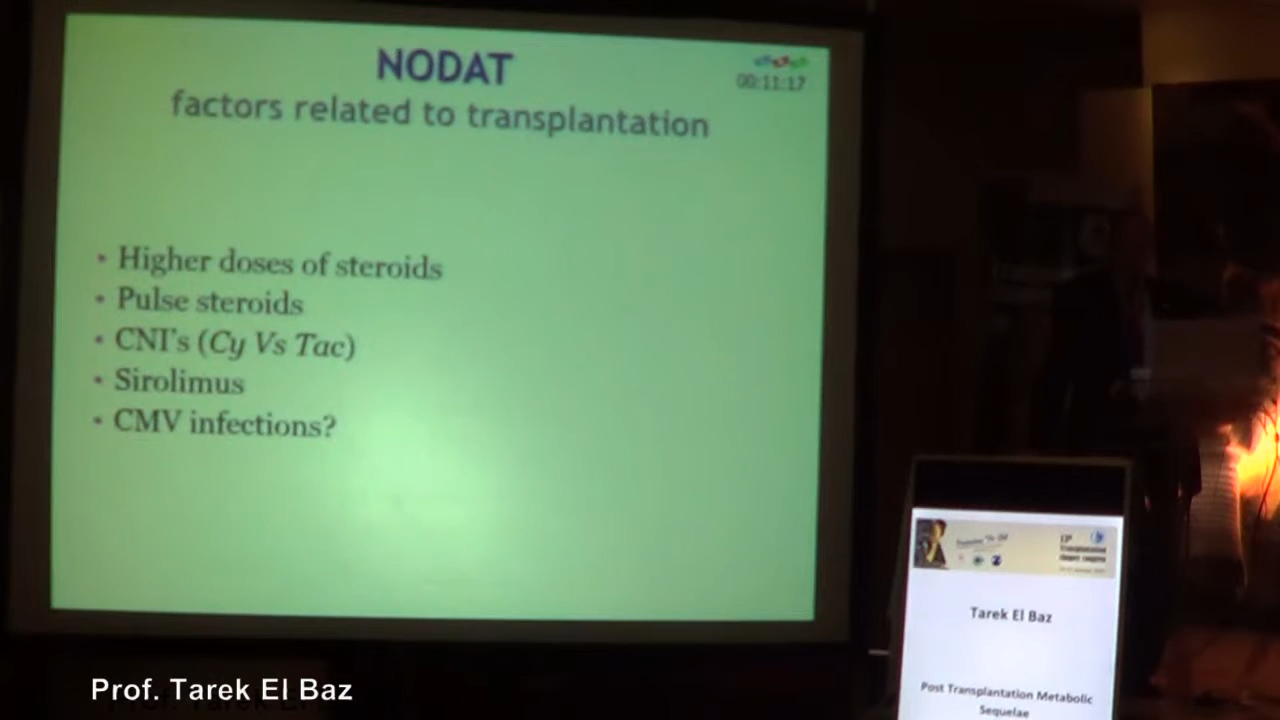 NODAT
00:11:17
factors related to transplantation
• Higher doses of steroids
• Pulse steroids
• CNI's (Cy Vs Tac)
• Sirolimus
• CMV infections?
Transplantation
Tarek El Baz
Post Transplantation Metabolic
Sequelae
Prof. Tarek El Baz